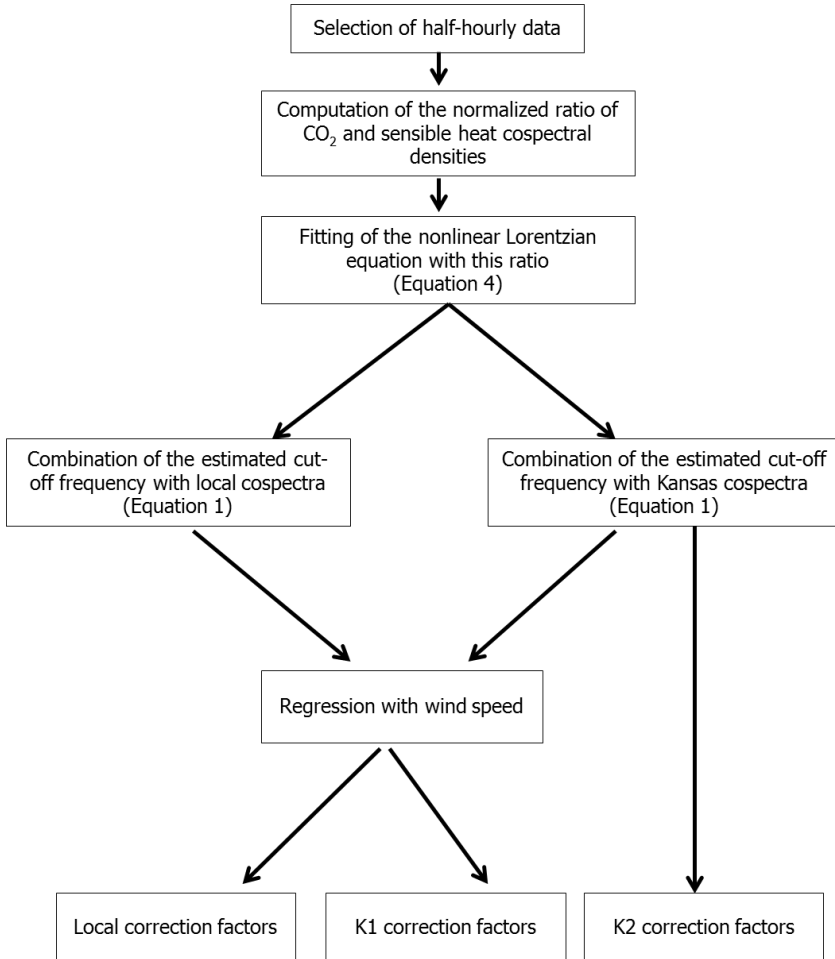 Selection of half-hourly data
Computation of the normalized ratio of
CO₂ and sensible heat cospectral
densities
Fitting of the nonlinear Lorentzian
equation with this ratio
(Equation 4)
Combination of the estimated cut-
off frequency with local cospectra
(Equation 1)
Combination of the estimated cut-off
frequency with Kansas cospectra
(Equation 1)
Regression with wind speed
Local correction factors
K1 correction factors
K2 correction factors